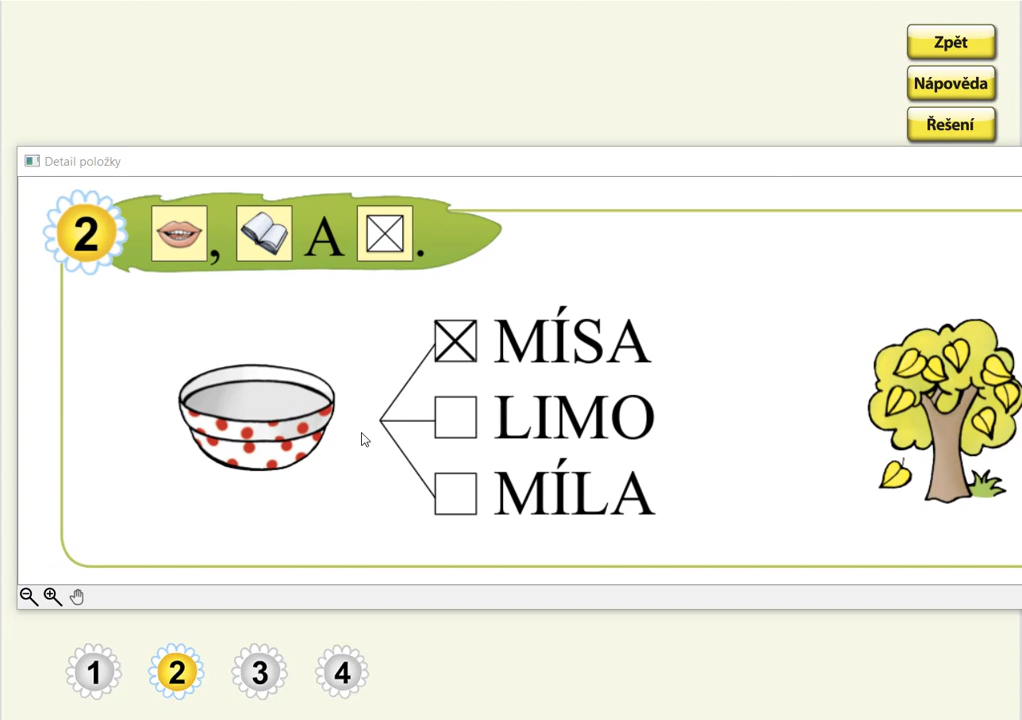 Zpět
Nápověda
Řešení
Detail položky
2 , A .
MÍSA
LIMO
MÍLA
1 2 3 4